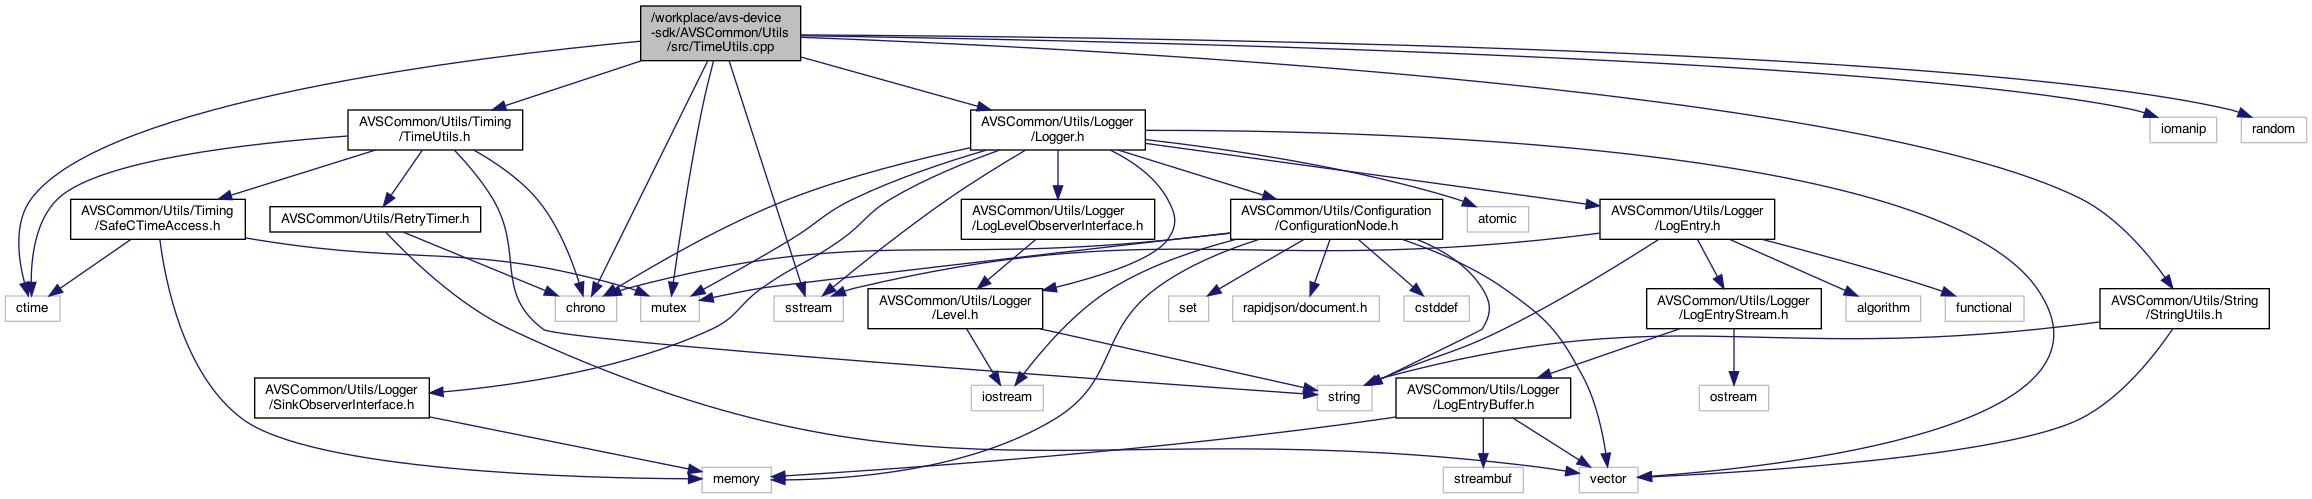 /workplace/avs-device
-sdk/AVSCommon/Utils
/src/TimeUtils.cpp
AVSCommon/Utils/Timing
/TimeUtils.h
AVSCommon/Utils/Logger
/Logger.h
iomanip
random
AVSCommon/Utils/Timing
/SafeCTimeAccess.h
AVSCommon/Utils/RetryTimer.h
AVSCommon/Utils/Logger
/LogLevelObserverInterface.h
AVSCommon/Utils/Configuration
/ConfigurationNode.h
atomic
AVSCommon/Utils/Logger
/LogEntry.h
ctime
chrono
mutex
sstream
AVSCommon/Utils/Logger
/Level.h
set
rapidjson/document.h
cstddef
AVSCommon/Utils/Logger
/LogEntryStream.h
algorithm
functional
AVSCommon/Utils/String
/StringUtils.h
AVSCommon/Utils/Logger
/SinkObserverInterface.h
iostream
string
AVSCommon/Utils/Logger
/LogEntryBuffer.h
ostream
memory
streambuf
vector